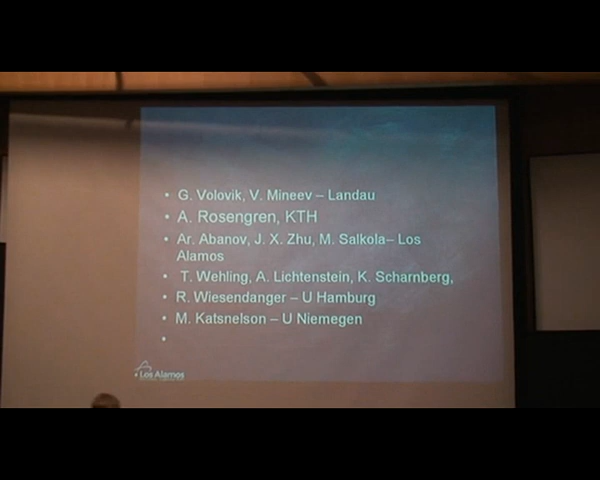 • G. Volovik, V. Mineev – Landau
• A. Rosengren, KTH
• Ar. Abanov, J. X. Zhu, M. Salkola– Los
Alamos
• T. Wehling, A. Lichtenstein, K. Scharnberg,
• R. Wiesendanger – U Hamburg
• M. Katsnelson – U Niemegen
•
• Los Alamos